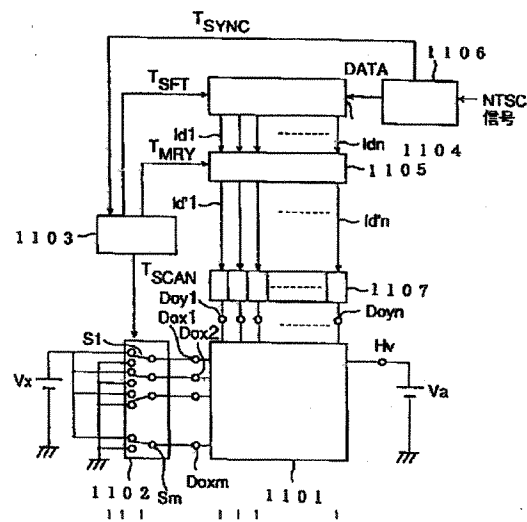 TSYNC
1106
TSFT
DATA
NTSC
信号
Id1
Idn
1104
TMRY
1105
Id'1
Id'n
1103
TSCAN
1107
Doy1
Doyn
Dox1
Dox2
S1
Hv
Vx
Va
Sm
Doxm
1102
1101